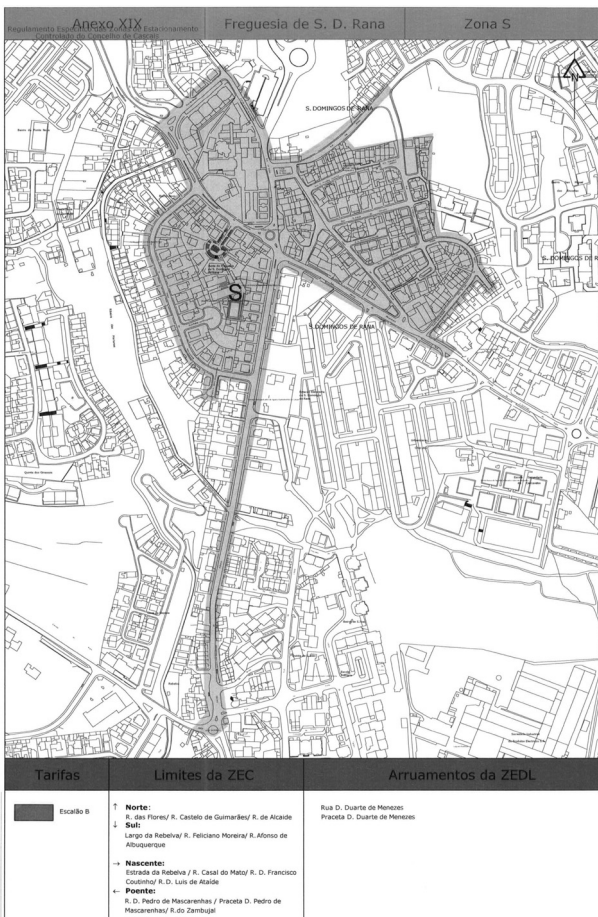 Anexo XIX
Freguesia de S. D. Rana
Zona S
Regulamento Específico das Zonas de Estacionamento
Controlado do Concelho de Cascais
N
S. DOMINGOS DE RANA
S. DOMINGOS DE R
S
S. DOMINGOS DE RANA
Tarifas
Limites da ZEC
Arruamentos da ZEDL
Escalão B
↑ Norte:
R. das Flores/ R. Castelo de Guimarães/ R. de Alcaide
↓ Sul:
Largo da Rebelva/ R. Feliciano Moreira/ R. Afonso de
Albuquerque
→ Nascente:
Estrada da Rebelva / R. Casal do Mato/ R. D. Francisco
Coutinho/ R. D. Luis de Ataíde
← Poente:
R. D. Pedro de Mascarenhas / Praceta D. Pedro de
Mascarenhas/ R.do Zambujal
Rua D. Duarte de Menezes
Praceta D. Duarte de Menezes